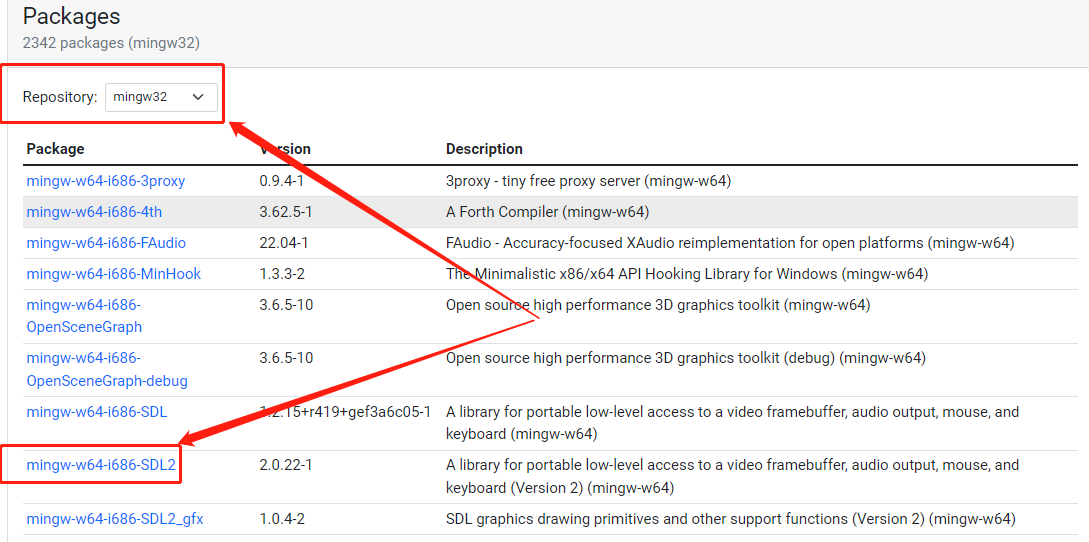 Packages
2342 packages (mingw32)
Repository: mingw32
Package Version Description
mingw-w64-i686-3proxy 0.9.4-1 3proxy - tiny free proxy server (mingw-w64)
mingw-w64-i686-4th 3.62.5-1 A Forth Compiler (mingw-w64)
mingw-w64-i686-FAudio 22.04-1 FAudio - Accuracy-focused XAudio reimplementation for open platforms (mingw-w64)
mingw-w64-i686-MinHook 1.3.3-2 The Minimalistic x86/x64 API Hooking Library for Windows (mingw-w64)
mingw-w64-i686- 3.6.5-10 Open source high performance 3D graphics toolkit (mingw-w64)
OpenSceneGraph
mingw-w64-i686- 3.6.5-10 Open source high performance 3D graphics toolkit (debug) (mingw-w64)
OpenSceneGraph-debug
mingw-w64-i686-SDL 1.2.15+r419+gef3a6c05-1 A library for portable low-level access to a video framebuffer, audio output, mouse, and
keyboard (mingw-w64)
mingw-w64-i686-SDL2 2.0.22-1 A library for portable low-level access to a video framebuffer, audio output, mouse, and
keyboard (Version 2) (mingw-w64)
mingw-w64-i686-SDL2_gfx 1.0.4-2 SDL graphics drawing primitives and other support functions (Version 2) (mingw-w64)